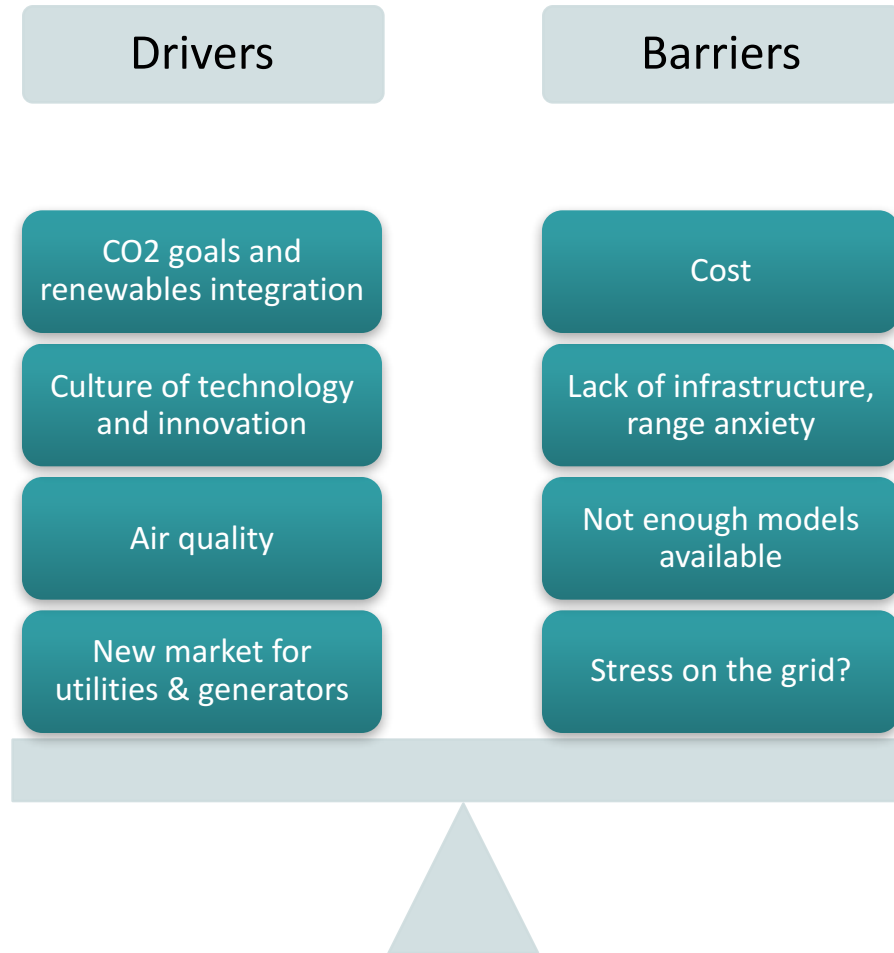 Drivers
Barriers
CO2 goals and
renewables integration
Cost
Culture of technology
and innovation
Lack of infrastructure,
range anxiety
Air quality
Not enough models
available
New market for
utilities & generators
Stress on the grid?